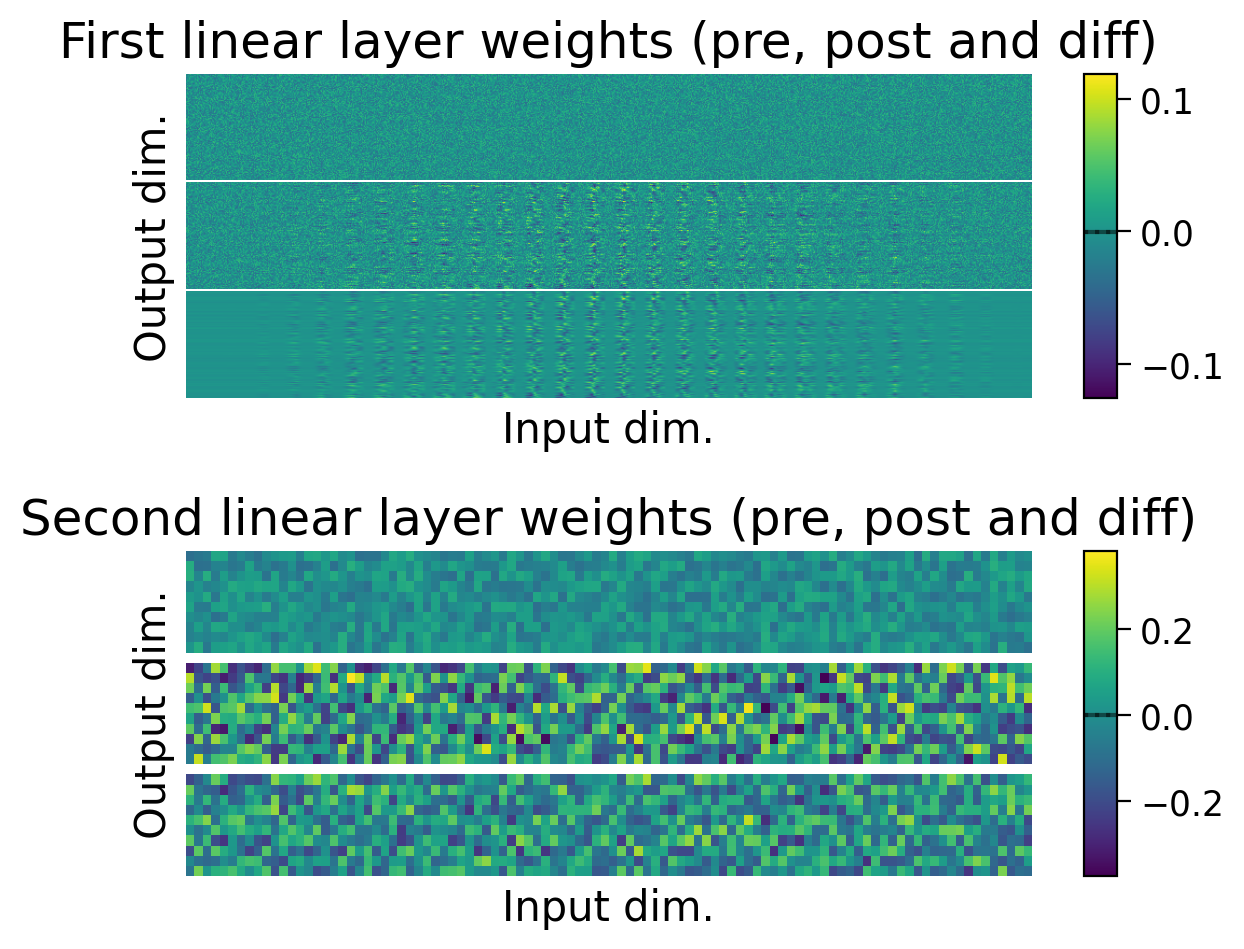 First linear layer weights (pre, post and diff)
Output dim.
0.1
0.0
−0.1
Input dim.
Second linear layer weights (pre, post and diff)
Output dim.
0.2
0.0
−0.2
Input dim.